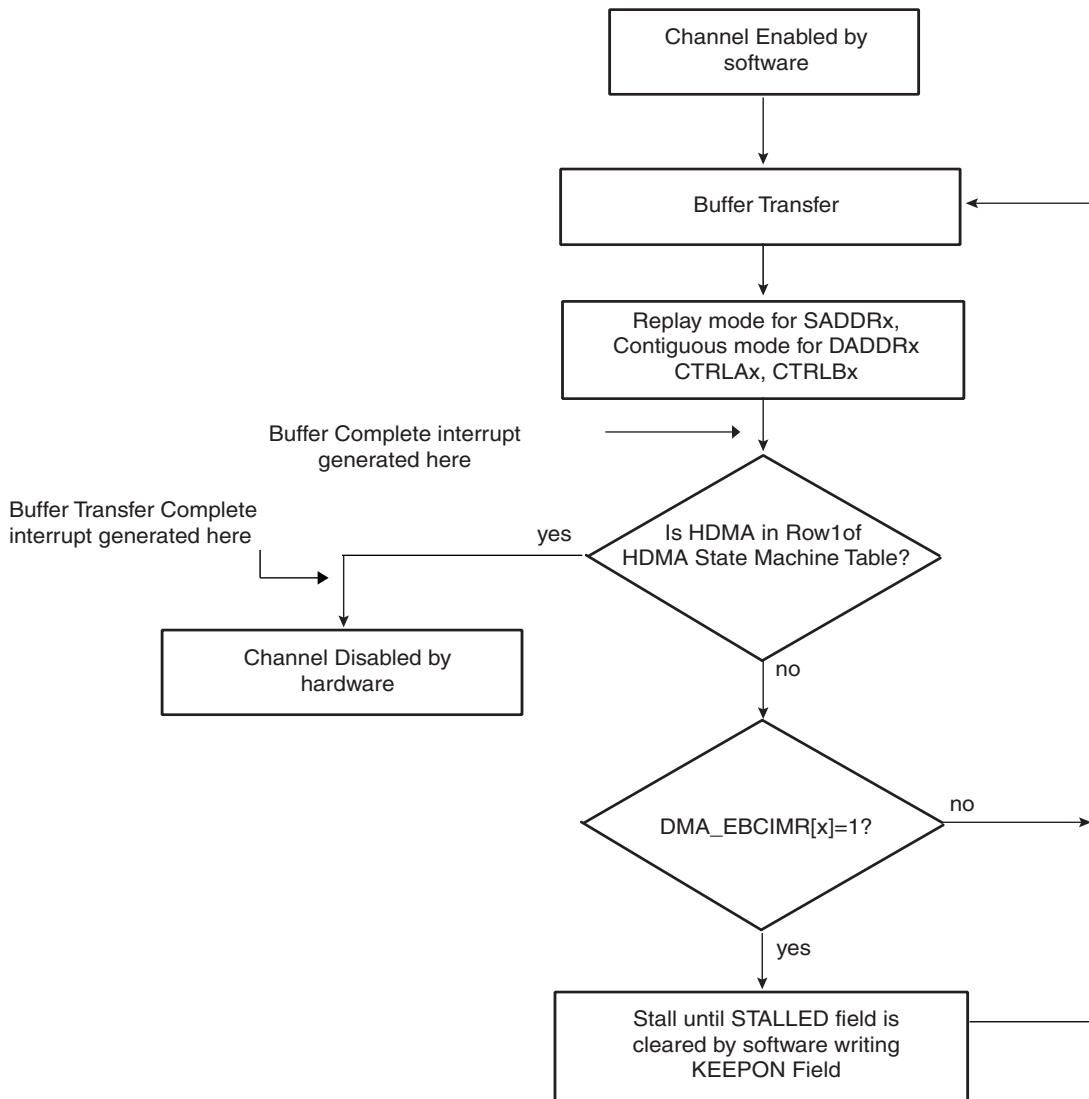 Channel Enabled by
software
Buffer Transfer
Replay mode for SADDRx,
Contiguous mode for DADDRx
CTRLAx, CTRLBx
Buffer Complete interrupt
generated here
Buffer Transfer Complete
interrupt generated here
yes
Is HDMA in Row1of
HDMA State Machine Table?
Channel Disabled by
hardware
no
DMA_EBCIMR[x]=1?
no
yes
Stall until STALLED field is
cleared by software writing
KEEPON Field